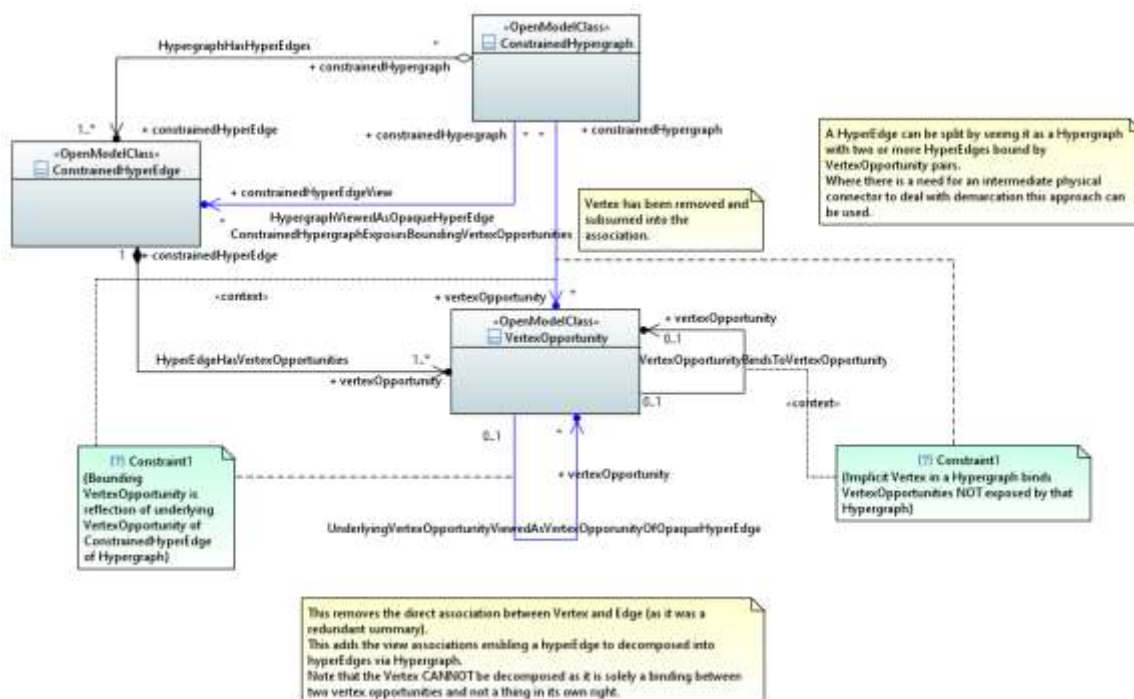 «OpenModelClass»
ConstrainedHypergraph
HypergraphHasHyperEdges
*
+ constrainedHypergraph
1..*
+ constrainedHyperEdge
+ constrainedHypergraph
* *
+ constrainedHypergraph
«OpenModelClass»
ConstrainedHyperEdge
+ constrainedHyperEdgeView
*
HypergraphViewedAsOpaqueHyperEdge
ConstrainedHypergraphExposesBoundingVertexOpportunities
Vertex has been removed and
subsumed into the
association.
A HyperEdge can be split by seeing it as a Hypergraph
with two or more HyperEdges bound by
VertexOpportunity pairs.
Where there is a need for an intermediate physical
connector to deal with demarcation this approach can
be used.
1
+ constrainedHyperEdge
«context»
+ vertexOpportunity
*
«OpenModelClass»
VertexOpportunity
+ vertexOpportunity
0..1
HyperEdgeHasVertexOpportunities
1..*
+ vertexOpportunity
VertexOpportunityBindsToVertexOpportunity
0..1
«context»
0..1
*
+ vertexOpportunity
UnderlyingVertexOpportunityViewedAsVertexOpporunityOfOpaqueHyperEdge
{?} Constraint1
{Bounding
VertexOpportunity is
reflection of underlying
VertexOpportunity of
ConstrainedHyperEdge
of Hypergraph}
{?} Constraint1
{Implicit Vertex in a Hypergraph binds
VertexOpportunities NOT exposed by that
Hypergraph}
This removes the direct association between Vertex and Edge (as it was a
redundant summary).
This adds the view associations enabling a hyperEdge to decomposed into
hyperEdges via Hypergraph.
Note that the Vertex CANNOT be decomposed as it is solely a binding between
two vertex opportunities and not a thing in its own right.